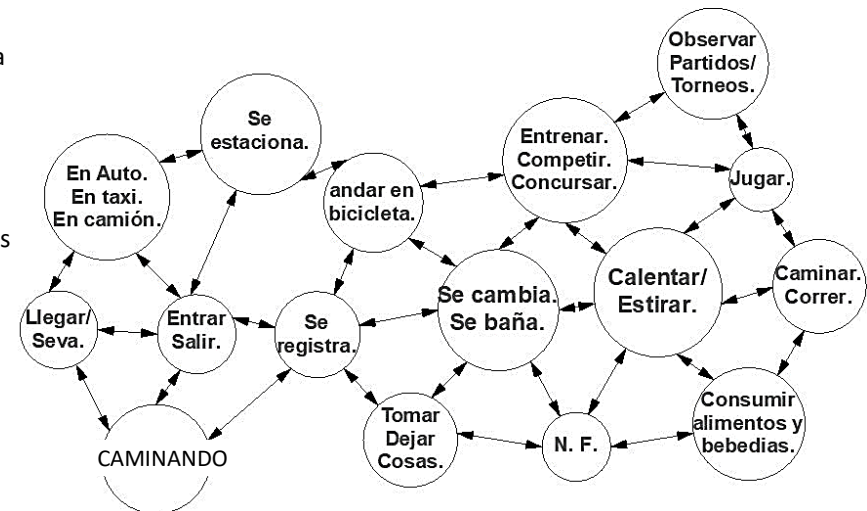 a
s
Observar
Partidos/
Torneos.
Se
estaciona.
Entrenar.
Competir.
Concursar.
En Auto.
En taxi.
En camión.
andar en
bicicleta.
Jugar.
Calentar/
Estirar.
Caminar.
Correr.
Se cambia.
Se baña.
Llegar/
Seva.
Entrar
Salir.
Se
registra.
Consumir
alimentos y
bebedias.
Tomar
Dejar
Cosas.
N. F.
CAMINANDO